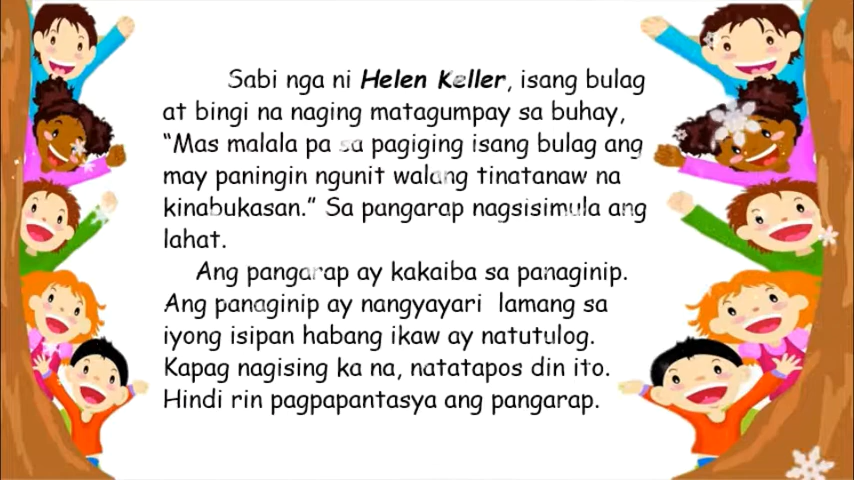 Sabi nga ni Helen Keller, isang bulag
at bingi na naging matagumpay sa buhay,
“Mas malala pa sa pagiging isang bulag ang
may paningin ngunit walang tinatanaw na
kinabukasan.” Sa pangarap nagsisimula ang
lahat.
Ang pangarap ay kakaiba sa panaginip.
Ang panaginip ay nangyayari lamang sa
iyong isipan habang ikaw ay natutulog.
Kapag nagising ka na, natatapos din ito.
Hindi rin pagpapantasya ang pangarap.